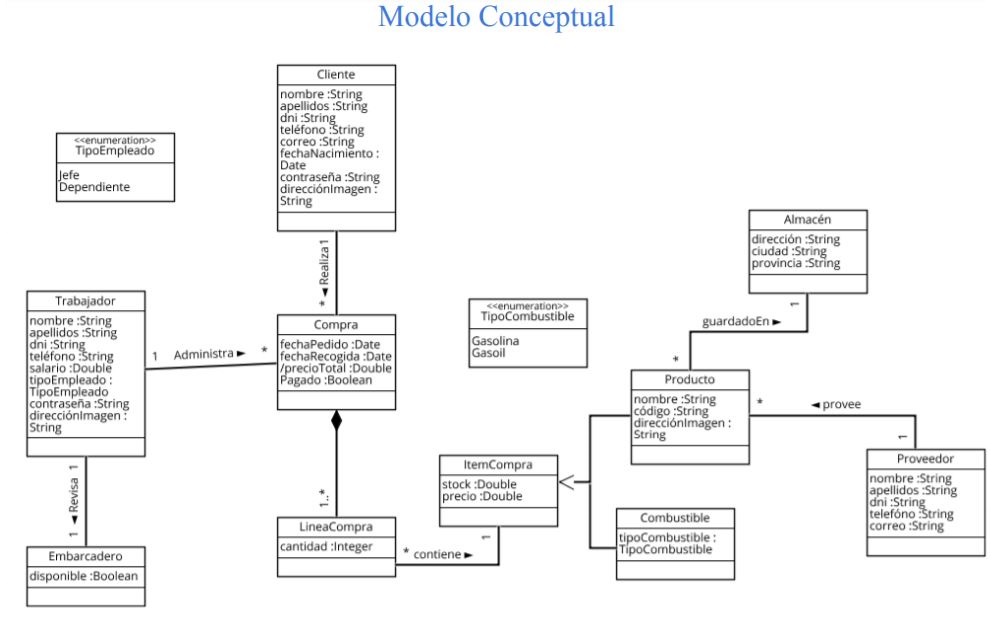 Modelo Conceptual
Cliente
nombre :String
apellidos :String
dni :String
teléfono :String
correo :String
fechaNacimiento :
Date
contraseña :String
direcciónImagen :
String
<<enumeration>>
TipoEmpleado
Jefe
Dependiente
1
◄ Realiza
*
Almacén
dirección :String
ciudad :String
provincia :String
1
guardadoEn ►
*
Trabajador
nombre :String
apellidos :String
dni :String
teléfono :String
salario :Double
tipoEmpleado :
TipoEmpleado
contraseña :String
direcciónImagen :
String
1 Administra ► *
Compra
fechaPedido :Date
fechaRecogida :Date
/precioTotal :Double
Pagado :Boolean
<<enumeration>>
TipoCombustible
Gasolina
Gasoil
Producto
nombre :String
código :String
direcciónImagen :
String
* ◄ provee
1
Proveedor
nombre :String
apellidos :String
dni :String
telefóno :String
correo :String
1
◄ Revisa
1
Embarcadero
disponible :Boolean
1..*
LineaCompra
cantidad :Integer
* contiene ►
1
ItemCompra
stock :Double
precio :Double
Combustible
tipoCombustible :
TipoCombustible